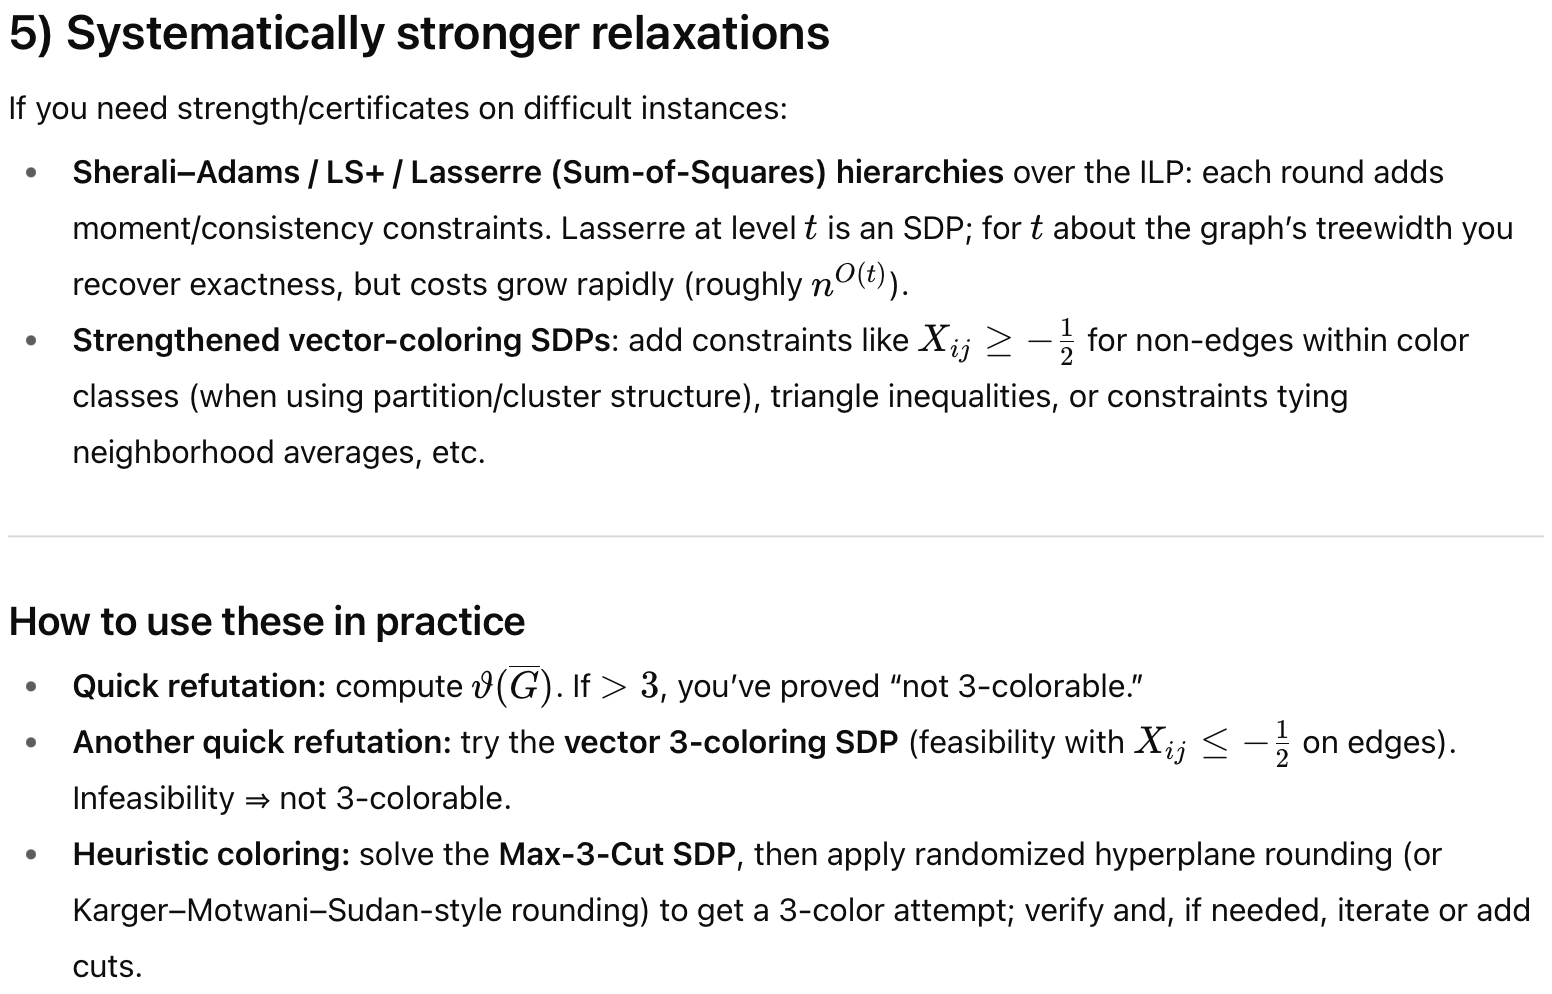 5) Systematically stronger relaxations
If you need strength/certificates on difficult instances:
• Sherali–Adams / LS+ / Lasserre (Sum-of-Squares) hierarchies over the ILP: each round adds
moment/consistency constraints. Lasserre at level t is an SDP; for t about the graph’s treewidth you
recover exactness, but costs grow rapidly (roughly n^{O(t)}).
• Strengthened vector-coloring SDPs: add constraints like X_{ij} ≥ −\frac{1}{2} for non-edges within color
classes (when using partition/cluster structure), triangle inequalities, or constraints tying
neighborhood averages, etc.
How to use these in practice
• Quick refutation: compute ϑ(\overline{G}). If > 3, you’ve proved “not 3-colorable.”
• Another quick refutation: try the vector 3-coloring SDP (feasibility with X_{ij} ≤ −\frac{1}{2} on edges).
Infeasibility ⇒ not 3-colorable.
• Heuristic coloring: solve the Max-3-Cut SDP, then apply randomized hyperplane rounding (or
Karger–Motwani–Sudan-style rounding) to get a 3-color attempt; verify and, if needed, iterate or add
cuts.